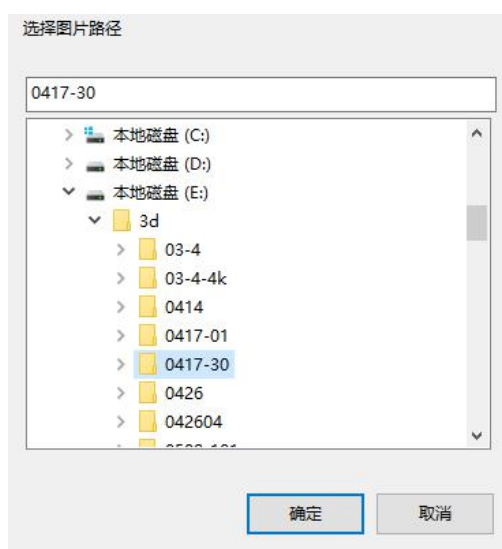 选择图片路径
0417-30
本地磁盘 (C:)
本地磁盘 (D:)
本地磁盘 (E:)
3d
03-4
03-4-4k
0414
0417-01
0417-30
0426
042604
确定
取消